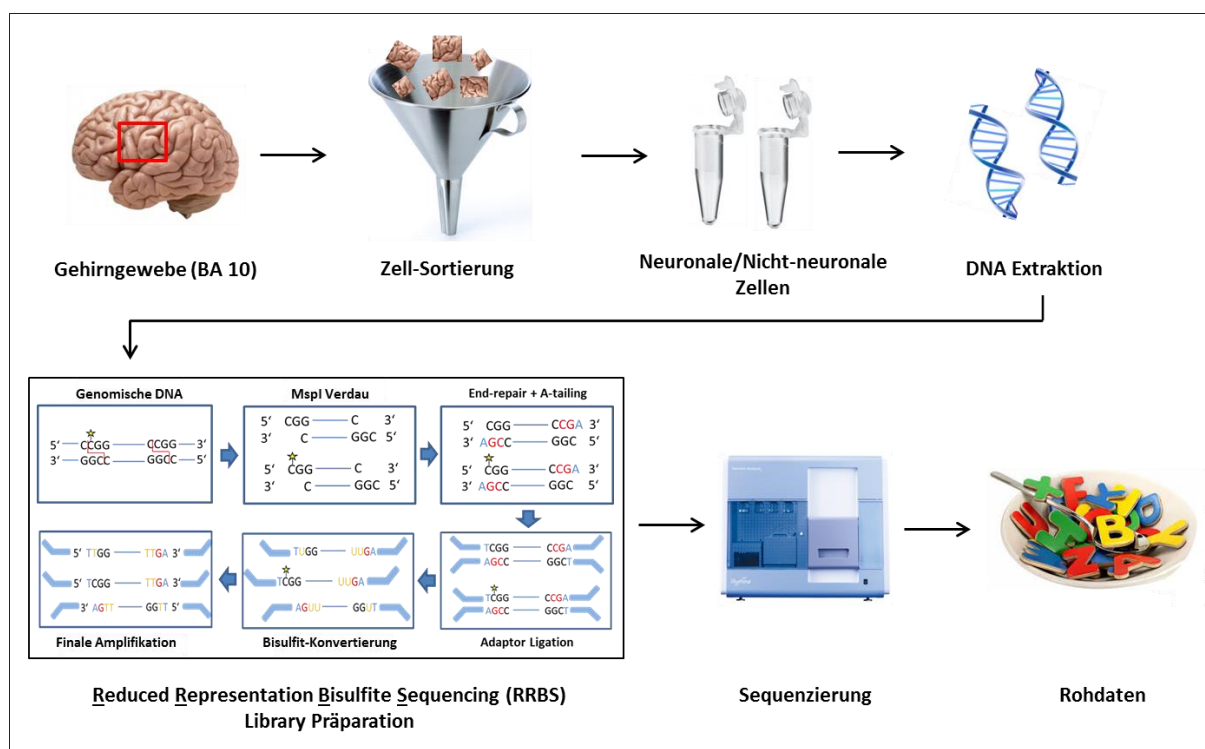 Gehirngewebe (BA 10)
Zell-Sortierung
Neuronale/Nicht-neuronale
Zellen
DNA Extraktion
Genomische DNA
5‘ CCGG CCGG 3‘
3‘ GGCC GGCC 5‘
MspI Verdau
5‘ CGG C 3‘
3‘ C GGC 5‘
5‘ CGG C 3‘
3‘ C GGC 5‘
End-repair + A-tailing
5‘ CGG CCGA 3‘
3‘ AGCC GGC 5‘
5‘ CGG CCGA 3‘
3‘ AGCC GGC 5‘
TCGG CCGA
AGCC GGCT
TCGG CCGA
AGCC GGCT
Adaptor Ligation
TUGG UUGA
TCGG UUGA
AGUU GGUT
Bisulfit-Konvertierung
5‘ TTGG TTGA 3‘
5‘ TCGG TTGA 3‘
3‘ AGTT GGTT 5‘
Finale Amplifikation
Reduced Representation Bisulfite Sequencing (RRBS)
Library Präparation
Sequenzierung
X F X D
U B Y
N Z A
Rohdaten